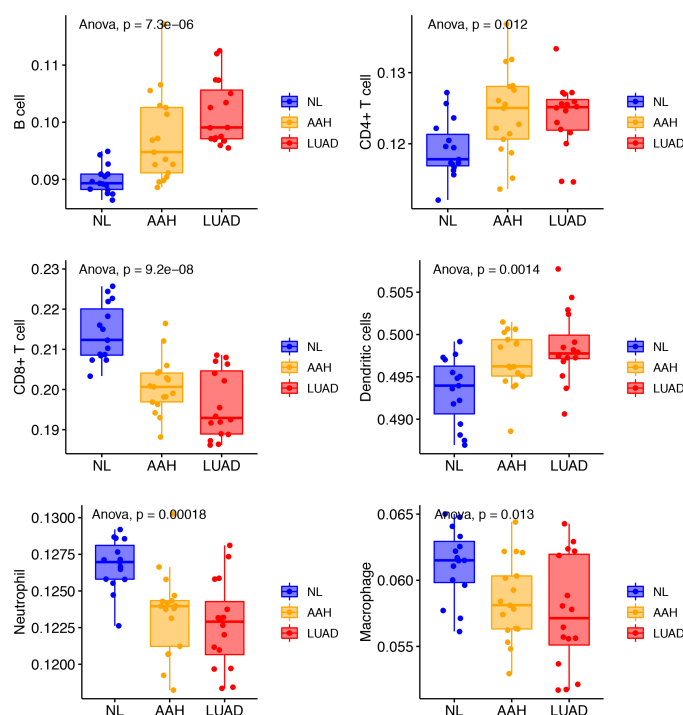 Anova, p = 7.3e−06
B cell
0.11
0.10
0.09
NL
AAH
LUAD
NL
AAH
LUAD
Anova, p = 0.012
CD4+ T cell
0.13
0.12
NL
AAH
LUAD
NL
AAH
LUAD
Anova, p = 9.2e−08
CD8+ T cell
0.23
0.22
0.21
0.20
0.19
NL
AAH
LUAD
NL
AAH
LUAD
Anova, p = 0.0014
Dendritic cells
0.505
0.500
0.495
0.490
NL
AAH
LUAD
NL
AAH
LUAD
Anova, p = 0.00018
Neutrophil
0.1300
0.1275
0.1250
0.1225
0.1200
NL
AAH
LUAD
NL
AAH
LUAD
Anova, p = 0.013
Macrophage
0.065
0.060
0.055
NL
AAH
LUAD
NL
AAH
LUAD